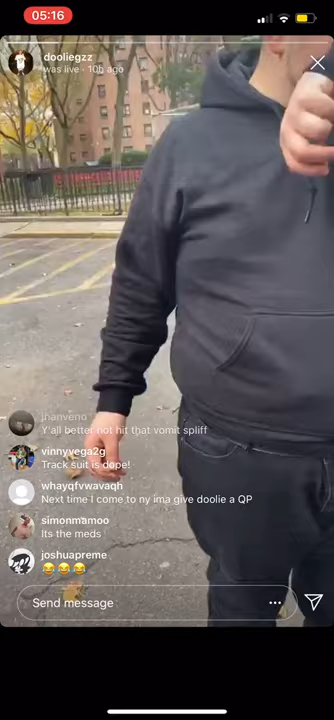 05:16
dooliegzz
was live · 10h ago
jhanveno
Y'all better not hit that vomit spliff
vinnyvega2g
Track suit is dope!
whayqfvwavaqh
Next time I come to ny ima give doolie a QP
simonmamoo
Its the meds
joshuapreme
😂😂😂
Send message